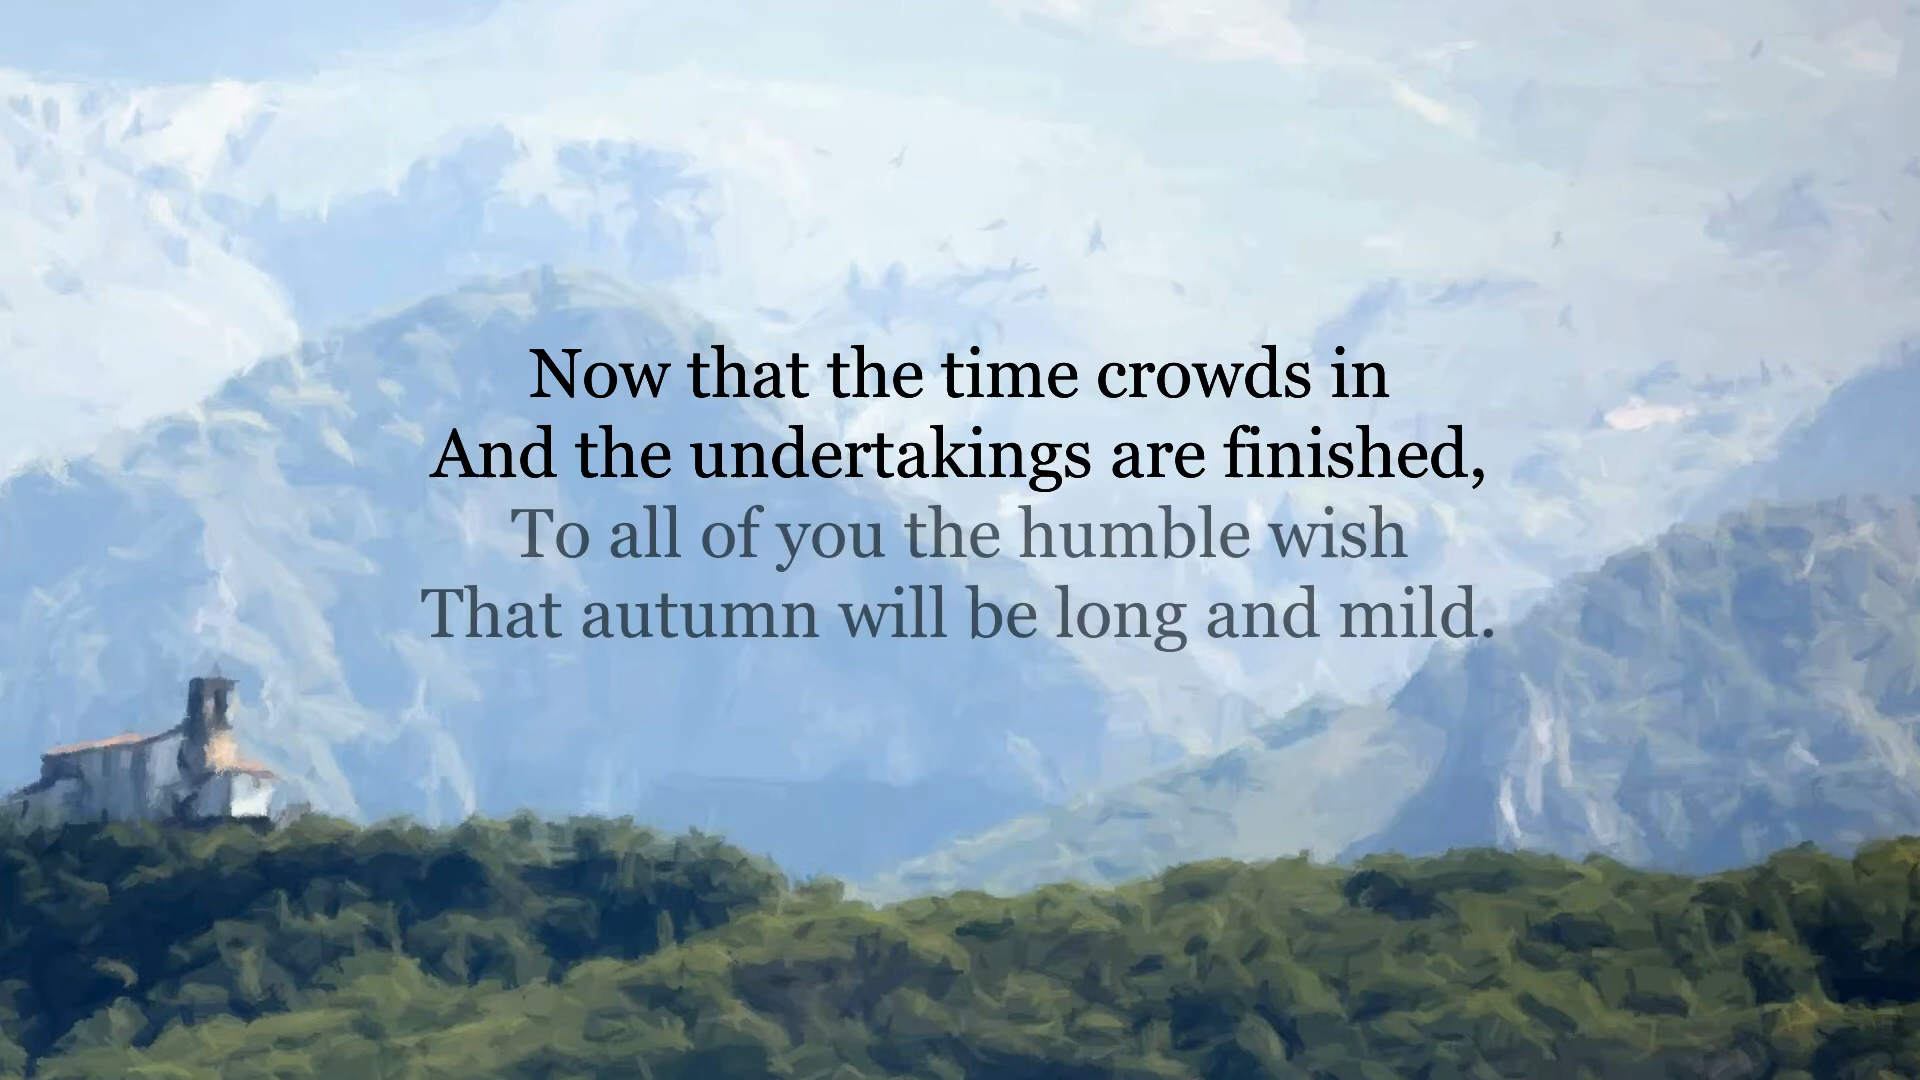 Now that the time crowds in
And the undertakings are finished,
To all of you the humble wish
That autumn will be long and mild.